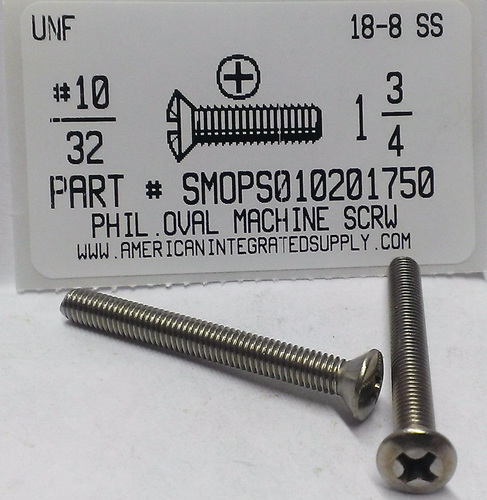 UNF 18-8 SS
#10 1 3
32 4
PART # SMOPS010201750
PHIL.OVAL MACHINE SCRW
WWW.AMERICANINTEGRATEDSUPPLY.COM